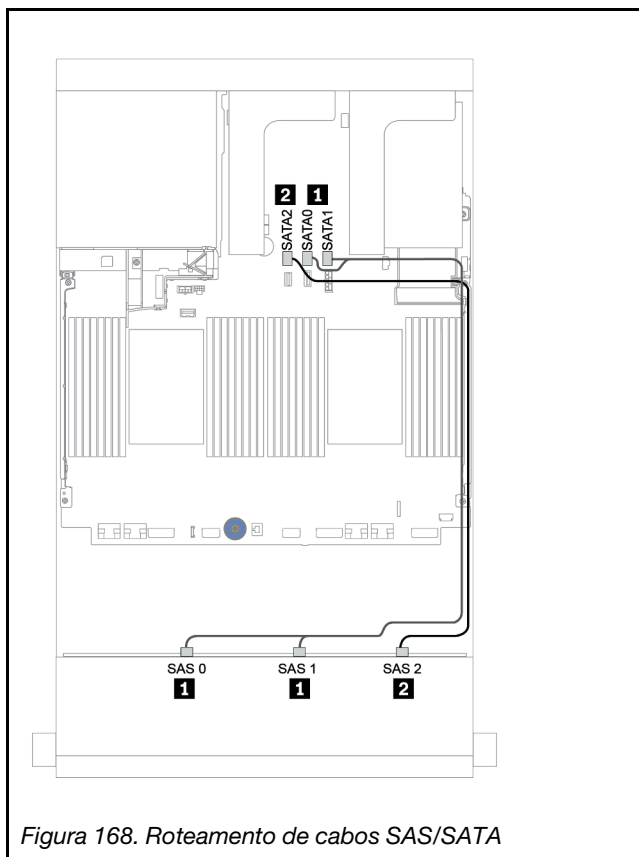 2 1
SATA2
SATA0
SATA1
SAS 0
SAS 1
SAS 2
1
1
2
Figura 168. Roteamento de cabos SAS/SATA